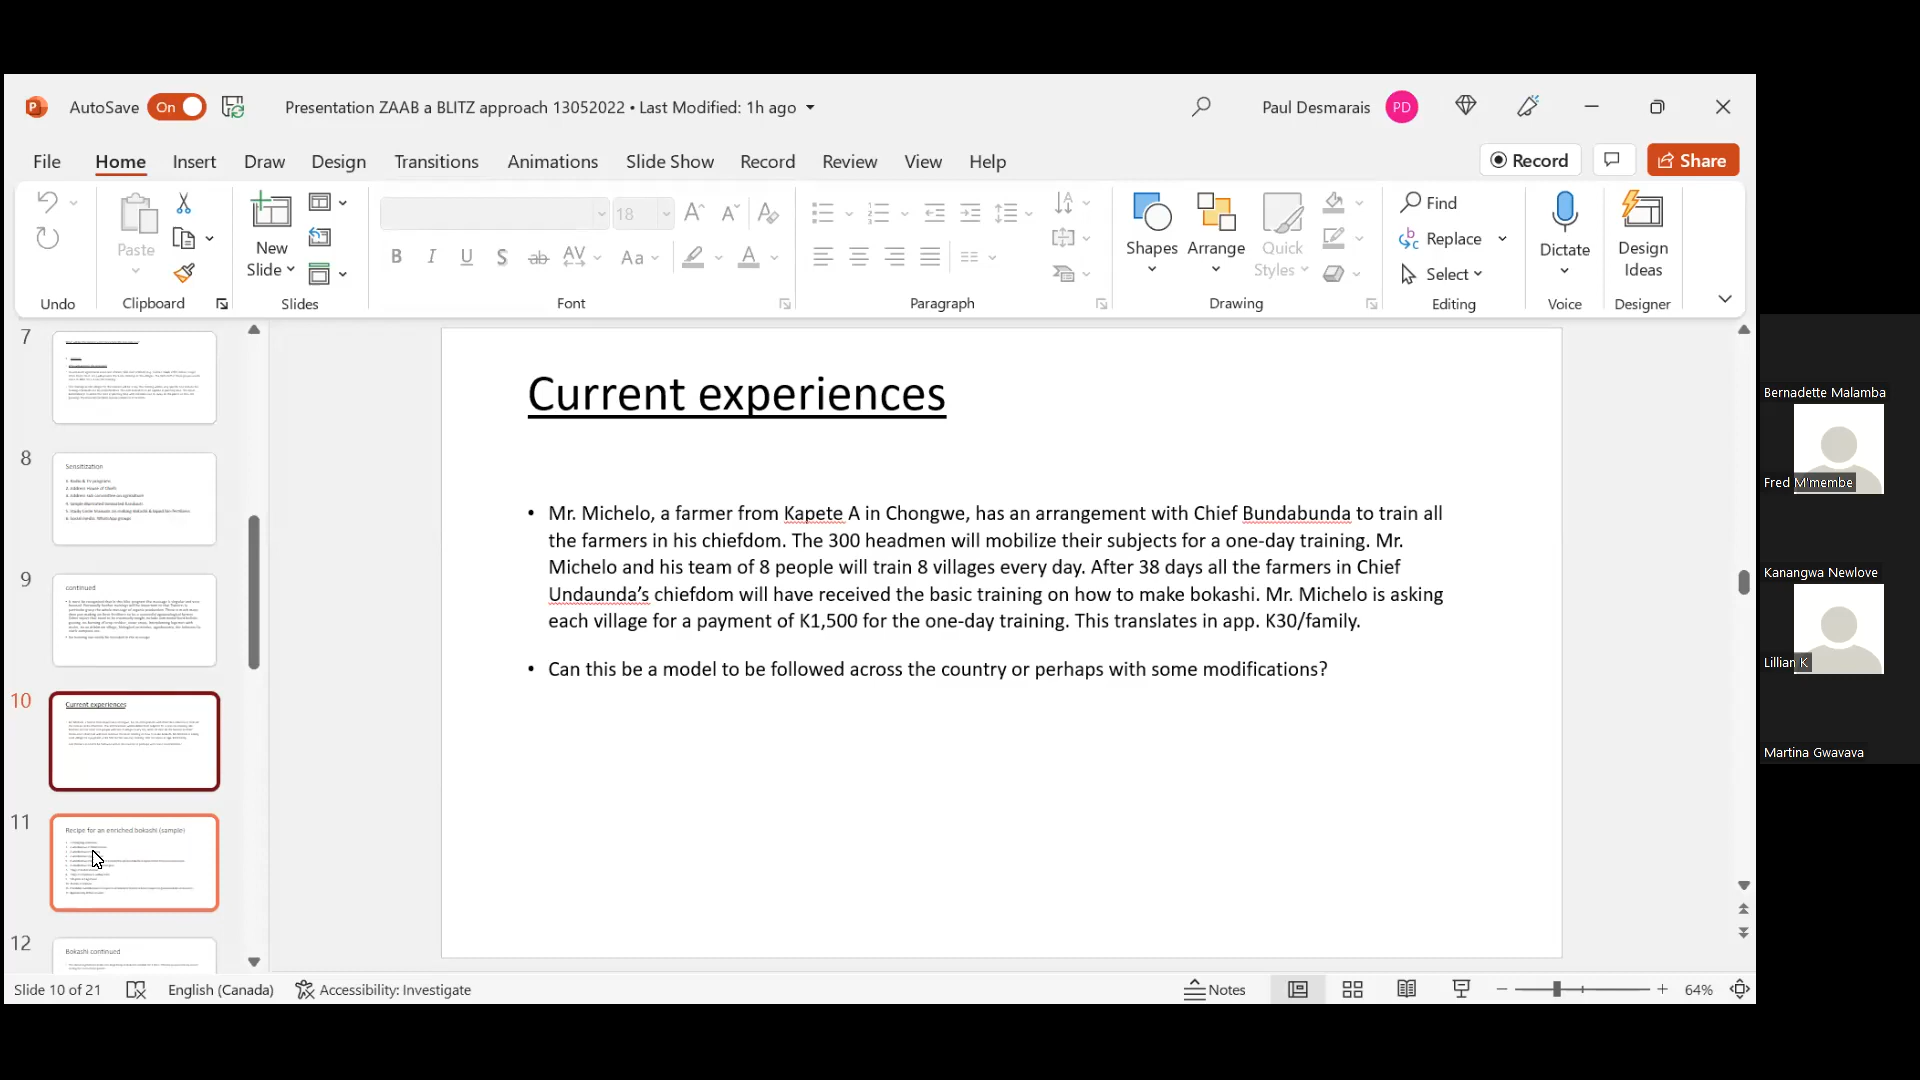 AutoSave On Presentation ZAAB a BLITZ approach 13052022 • Last Modified: 1h ago Paul Desmarais PD
File Home Insert Draw Design Transitions Animations Slide Show Record Review View Help Record Share
Paste
New
Slide
18
B I U S ab AV Aa A
Shapes Arrange Quick
Styles
Find
Replace
Select
Dictate
Design
Ideas
Undo Clipboard Slides Font Paragraph Drawing Editing Voice Designer
7
8
Sensitization
9
continued
10
Current experiences
11
Recipe for an enriched bokashi (sample)
12
Bokashi continued
Current experiences
• Mr. Michelo, a farmer from Kapete A in Chongwe, has an arrangement with Chief Bundabunda to train all
the farmers in his chiefdom. The 300 headmen will mobilize their subjects for a one-day training. Mr.
Michelo and his team of 8 people will train 8 villages every day. After 38 days all the farmers in Chief
Undaunda’s chiefdom will have received the basic training on how to make bokashi. Mr. Michelo is asking
each village for a payment of K1,500 for the one-day training. This translates in app. K30/family.
• Can this be a model to be followed across the country or perhaps with some modifications?
Bernadette Malamba
Fred M'membe
Kanangwa Newlove
Lillian K
Martina Gwavava
Slide 10 of 21 English (Canada) Accessibility: Investigate Notes 64%